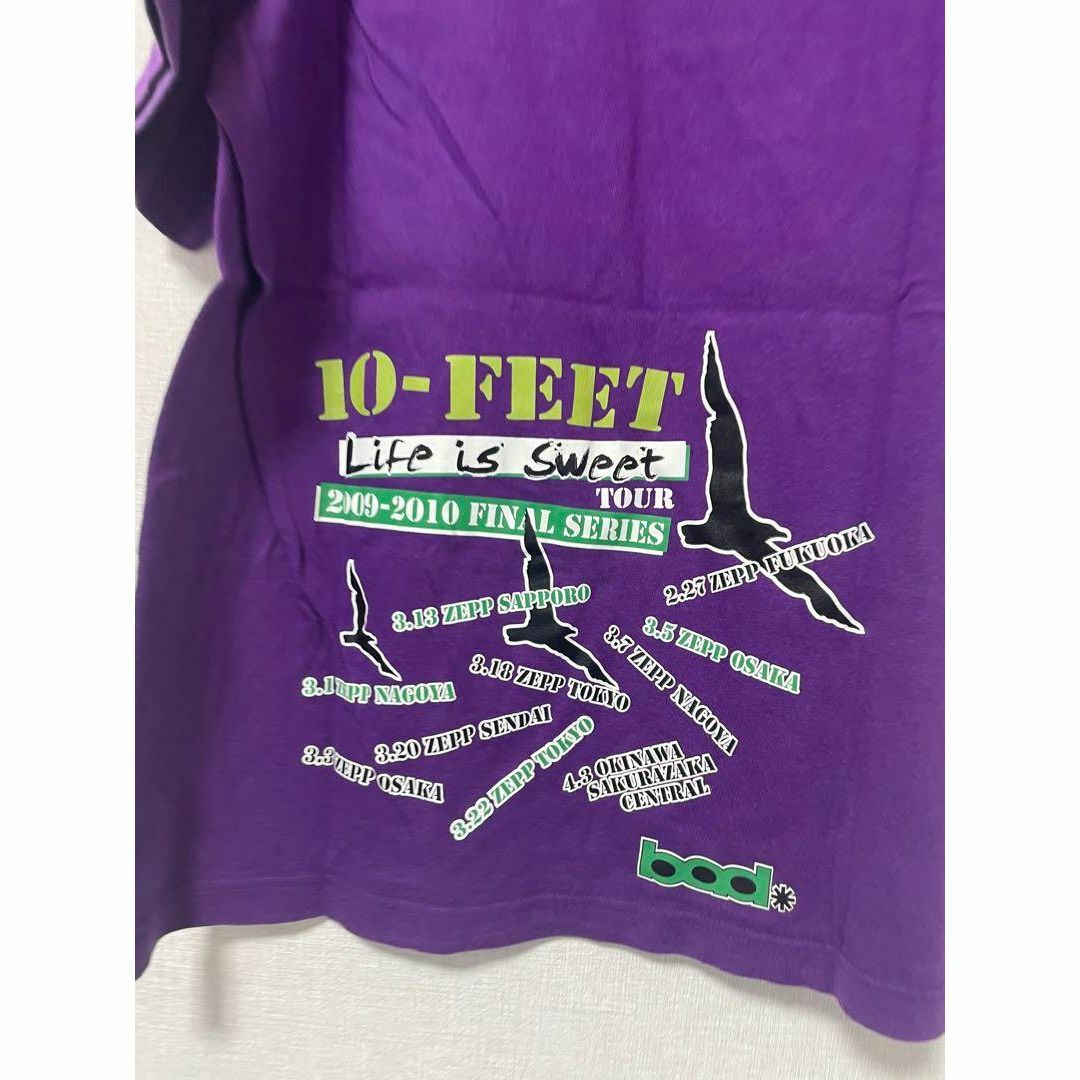 10-FEET
Life is Sweet
TOUR
2009-2010 FINAL SERIES
2.27 ZEPP FUKUOKA
3.13 ZEPP SAPPORO
3.5 ZEPP OSAKA
3.7 ZEPP NAGOYA
3.18 ZEPP TOKYO
3.1 ZEPP NAGOYA
3.20 ZEPP SENDAI
3.3 ZEPP OSAKA
3.22 ZEPP TOKYO
4.3 OKINAWA
SAKURAZAKA
CENTRAL
bad*